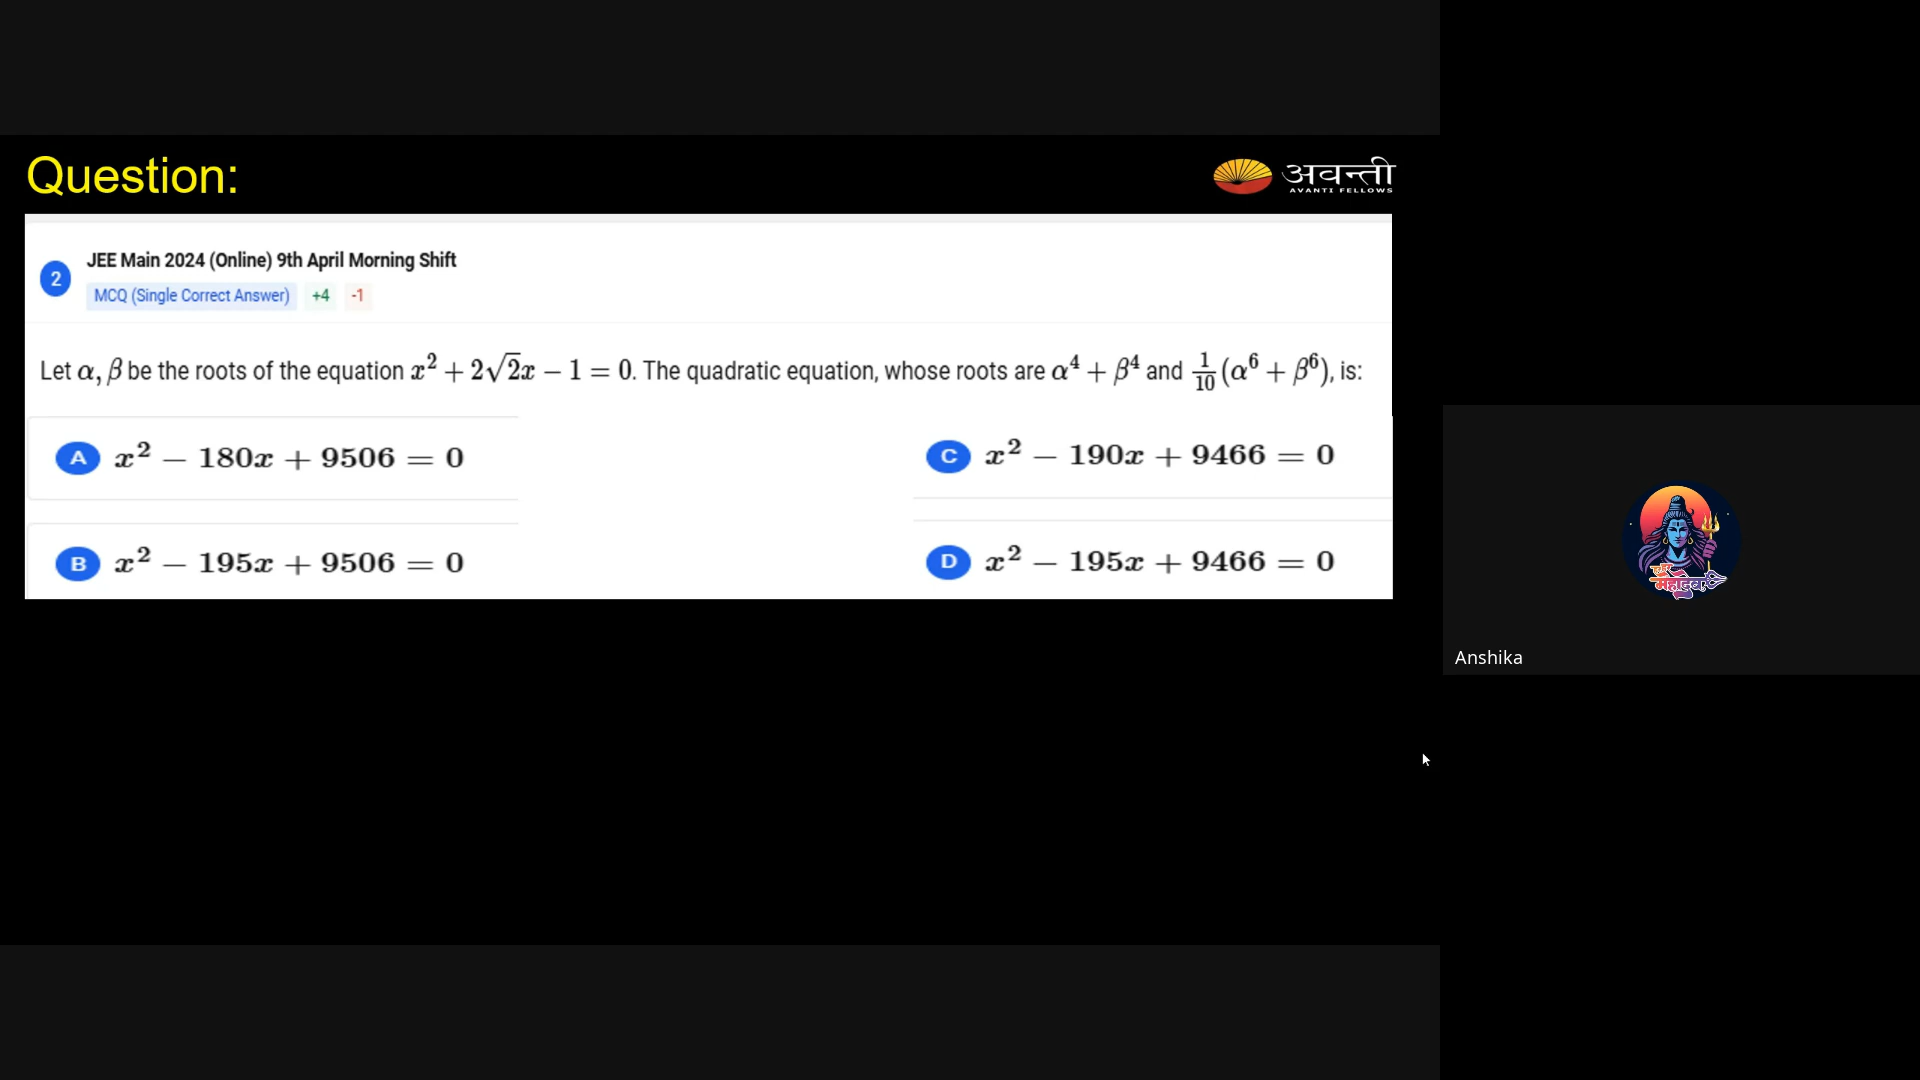 Question:
अवन्ती
AVANTI FELLOWS
2
JEE Main 2024 (Online) 9th April Morning Shift
MCQ (Single Correct Answer) +4 -1
Let α, β be the roots of the equation x² + 2√2x − 1 = 0. The quadratic equation, whose roots are α⁴ + β⁴ and 1/10(α⁶ + β⁶), is:
A x² − 180x + 9506 = 0
B x² − 195x + 9506 = 0
C x² − 190x + 9466 = 0
D x² − 195x + 9466 = 0
हर
महादेव
Anshika